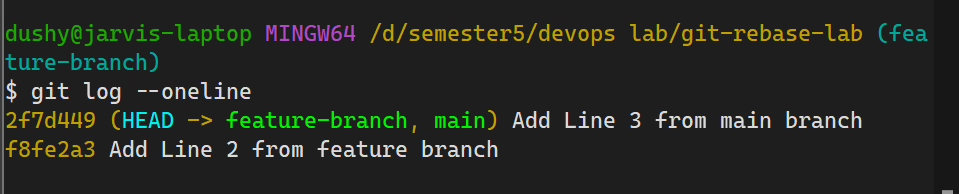 dushy@jarvis-laptop MINGW64 /d/semester5/devops lab/git-rebase-lab (fea
ture-branch)
$ git log --oneline
2f7d449 (HEAD -> feature-branch, main) Add Line 3 from main branch
f8fe2a3 Add Line 2 from feature branch